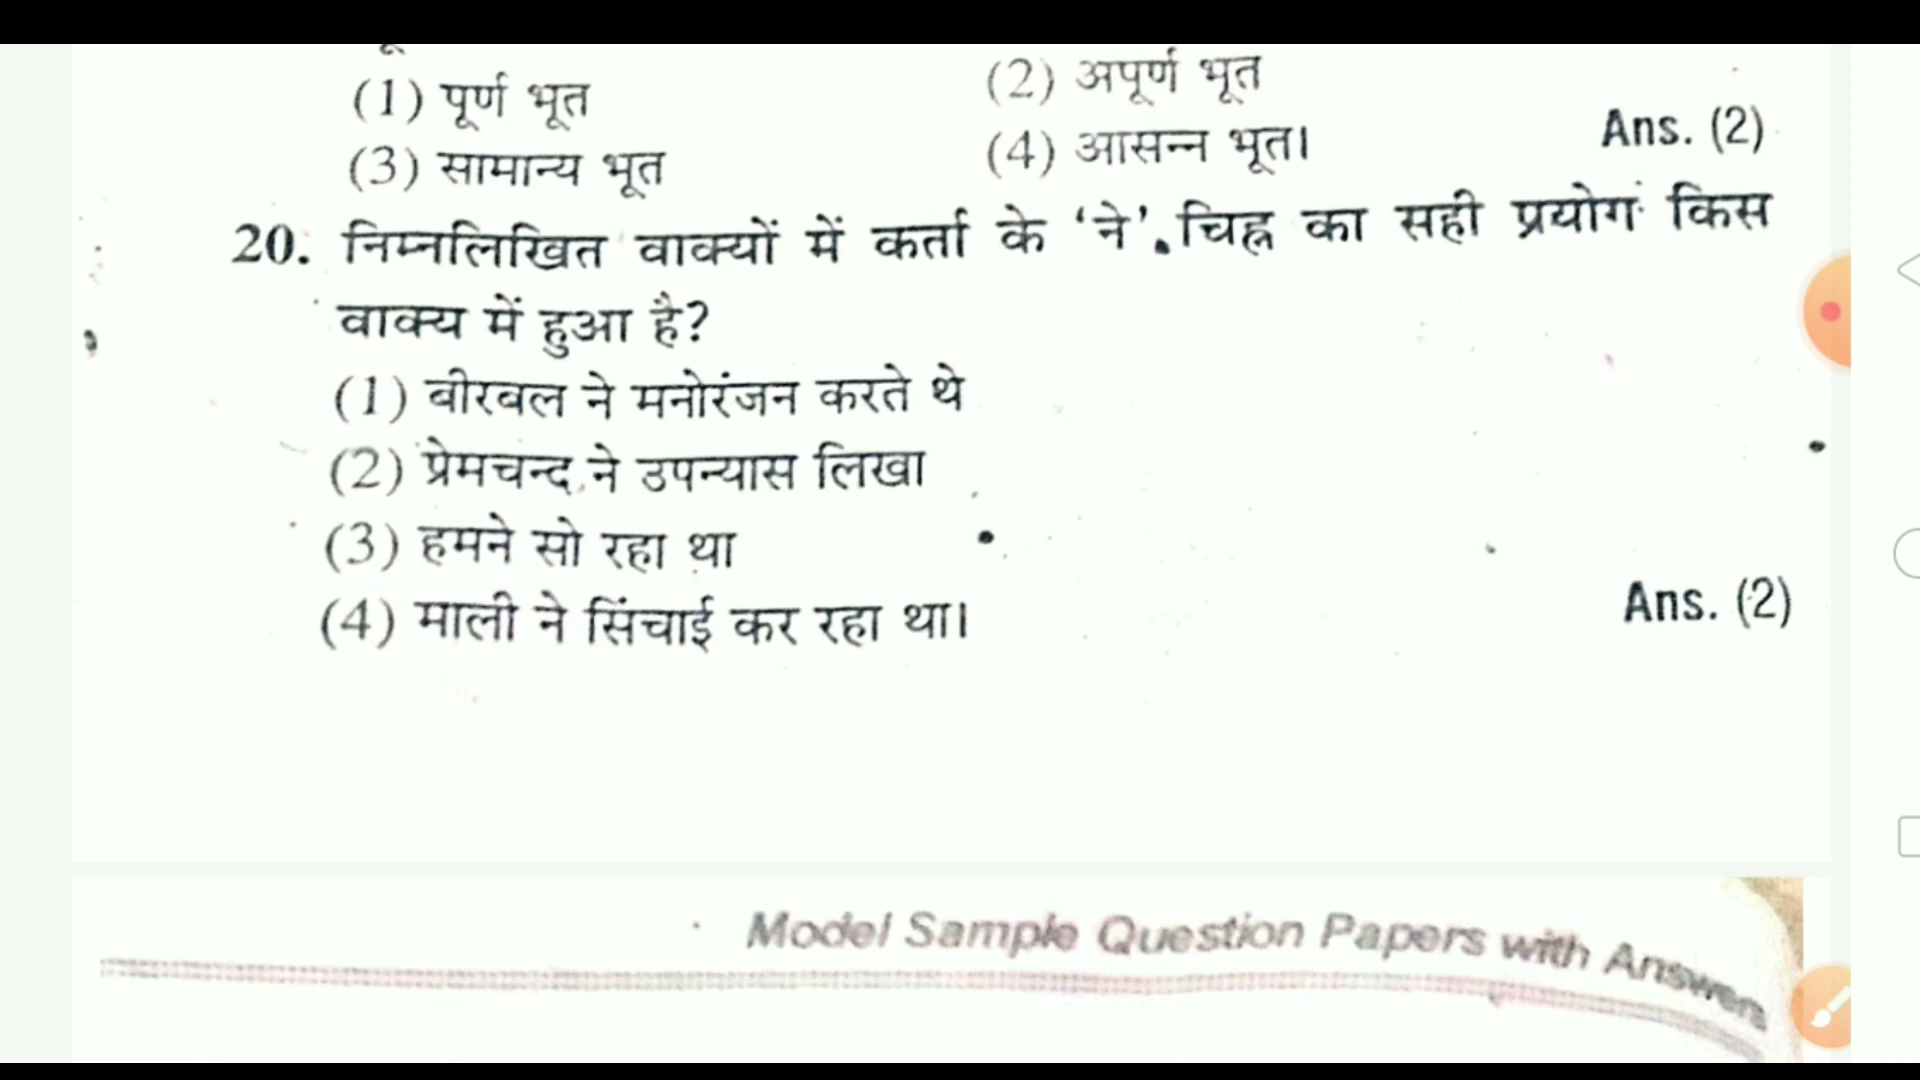 (1) पूर्ण भूत (2) अपूर्ण भूत
(3) सामान्य भूत (4) आसन्न भूत। Ans. (2)
20. निम्नलिखित वाक्यों में कर्ता के ‘ने’ चिह्न का सही प्रयोग किस
वाक्य में हुआ है?
(1) बीरबल ने मनोरंजन करते थे
(2) प्रेमचन्द ने उपन्यास लिखा
(3) हमने सो रहा था
(4) माली ने सिंचाई कर रहा था। Ans. (2)
Model Sample Question Papers with Answers